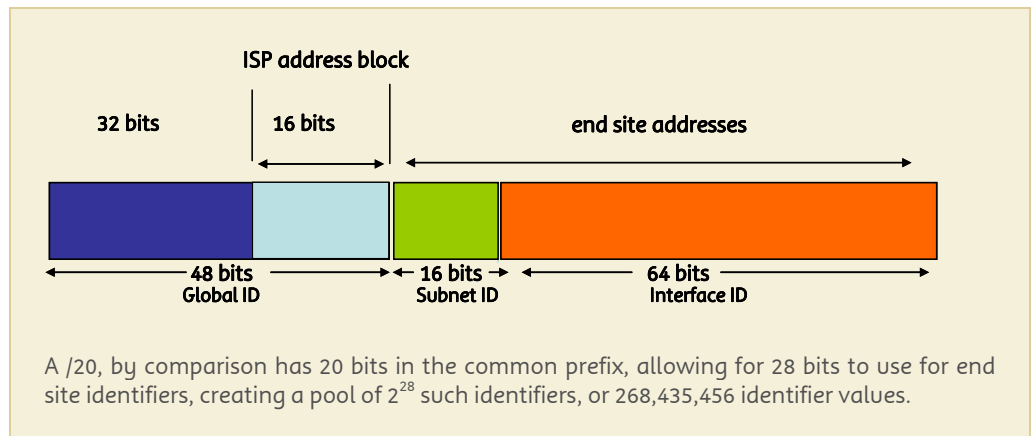 ISP address block
32 bits
16 bits
end site addresses
48 bits
16 bits
64 bits
Global ID
Subnet ID
Interface ID
A /20, by comparison has 20 bits in the common prefix, allowing for 28 bits to use for end
site identifiers, creating a pool of 2²⁸ such identifiers, or 268,435,456 identifier values.